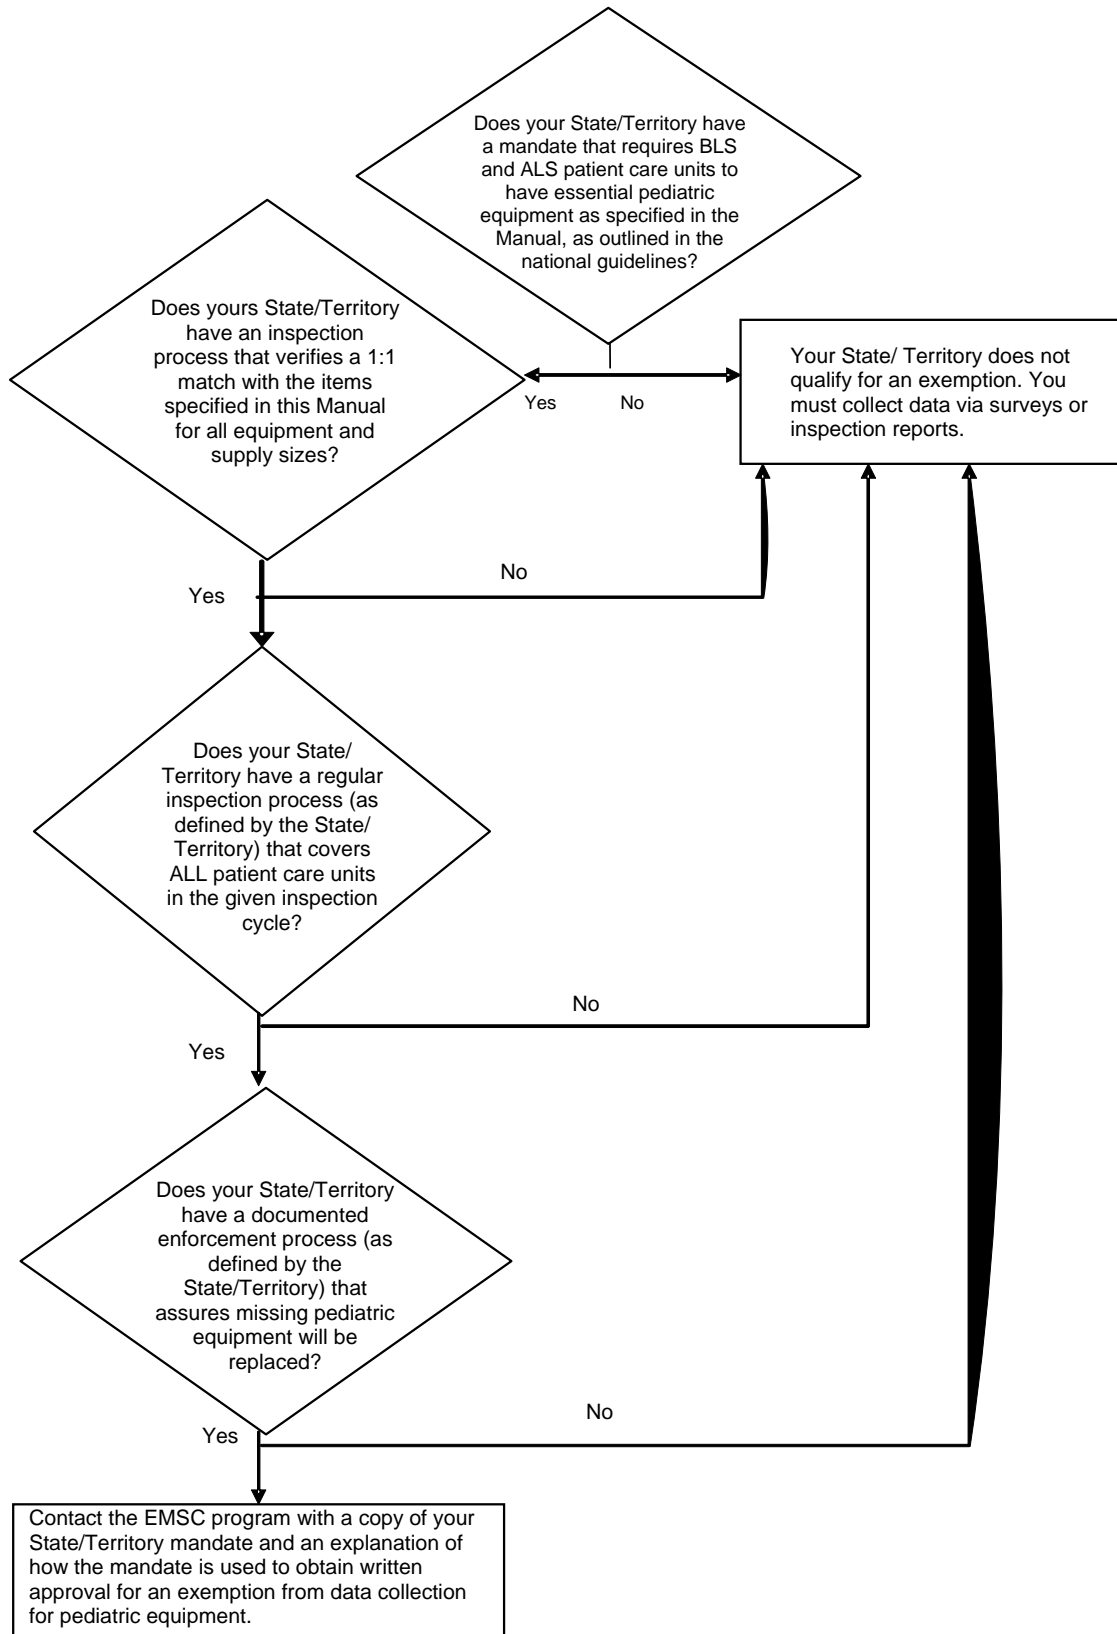 Does your State/Territory have
a mandate that requires BLS
and ALS patient care units to
have essential pediatric
equipment as specified in the
Manual, as outlined in the
national guidelines?
Does yours State/Territory
have an inspection
process that verifies a 1:1
match with the items
specified in this Manual
for all equipment and
supply sizes?
Yes
No
Your State/ Territory does not
qualify for an exemption. You
must collect data via surveys or
inspection reports.
Yes
No
Does your State/
Territory have a regular
inspection process (as
defined by the State/
Territory) that covers
ALL patient care units
in the given inspection
cycle?
No
Yes
Does your State/Territory
have a documented
enforcement process (as
defined by the
State/Territory) that
assures missing pediatric
equipment will be
replaced?
No
Yes
Contact the EMSC program with a copy of your
State/Territory mandate and an explanation of
how the mandate is used to obtain written
approval for an exemption from data collection
for pediatric equipment.